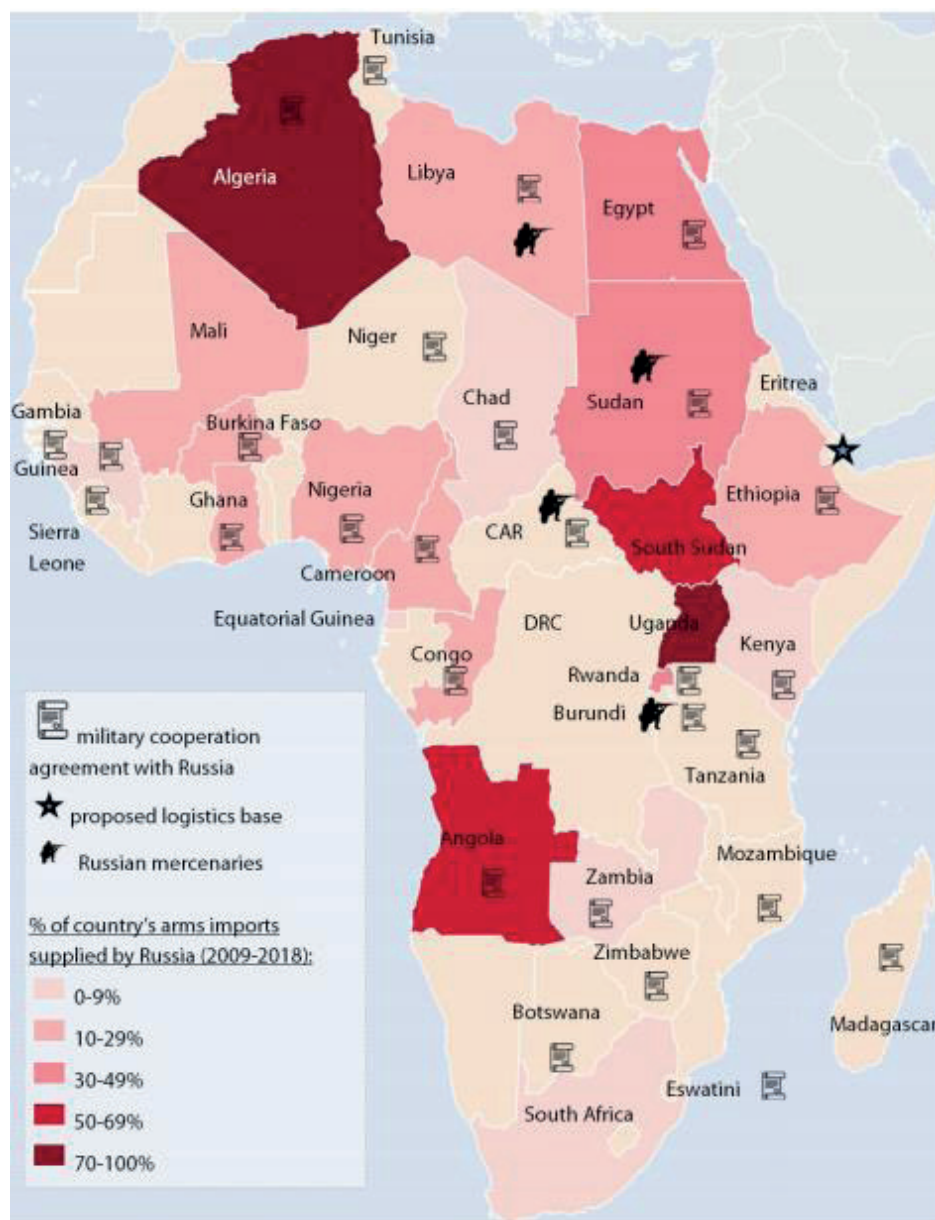 Tunisia
Algeria
Libya
Egypt
Mali
Niger
Chad
Sudan
Eritrea
Gambia
Burkina Faso
Guinea
Ghana
Nigeria
Ethiopia
Sierra
Leone
CAR
South Sudan
Cameroon
Equatorial Guinea
DRC
Uganda
Kenya
Congo
Rwanda
Burundi
Tanzania
military cooperation
agreement with Russia
proposed logistics base
Russian mercenaries
% of country's arms imports
supplied by Russia (2009-2018):
0-9%
10-29%
30-49%
50-69%
70-100%
Angola
Zambia
Mozambique
Zimbabwe
Botswana
Madagascar
Eswatini
South Africa